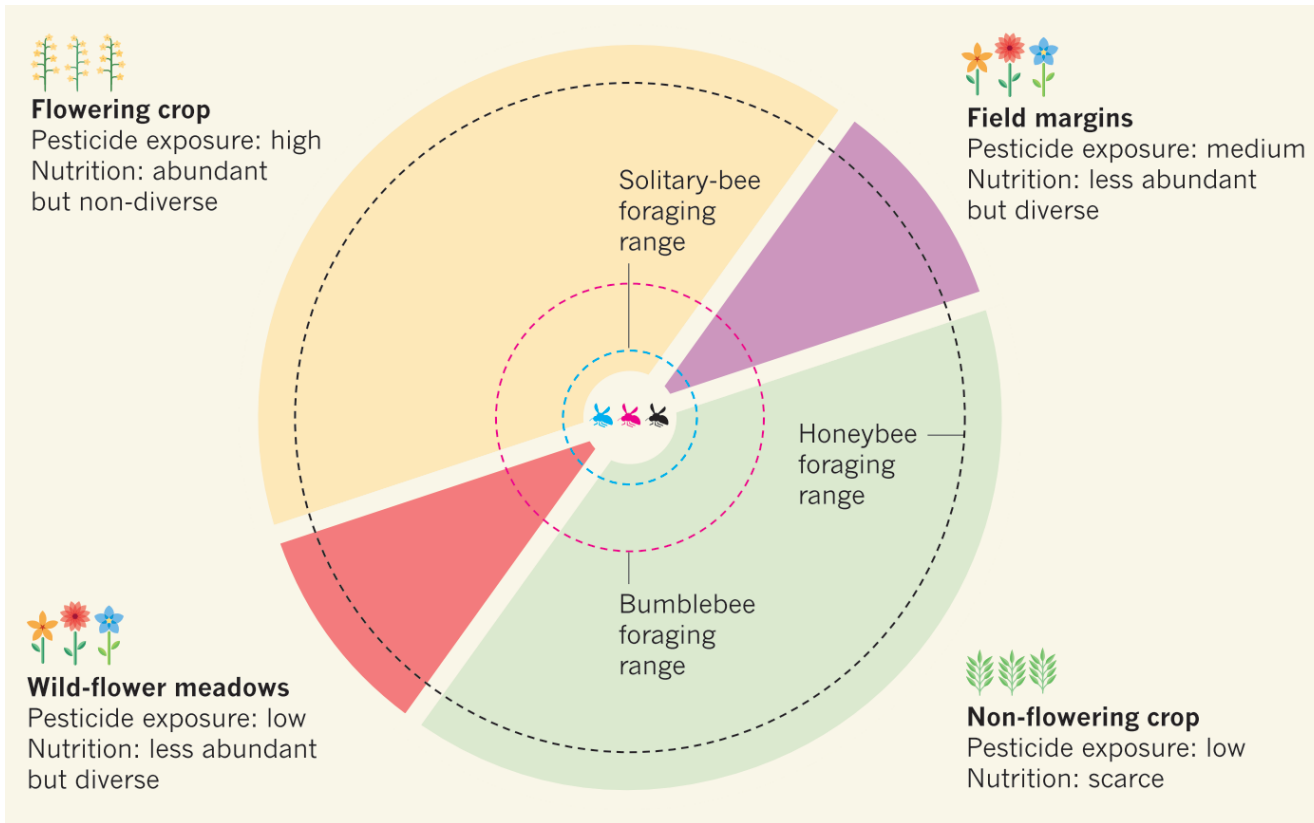 Flowering crop
Pesticide exposure: high
Nutrition: abundant
but non-diverse
Field margins
Pesticide exposure: medium
Nutrition: less abundant
but diverse
Solitary-bee
foraging
range
Honeybee
foraging
range
Bumblebee
foraging
range
Wild-flower meadows
Pesticide exposure: low
Nutrition: less abundant
but diverse
Non-flowering crop
Pesticide exposure: low
Nutrition: scarce